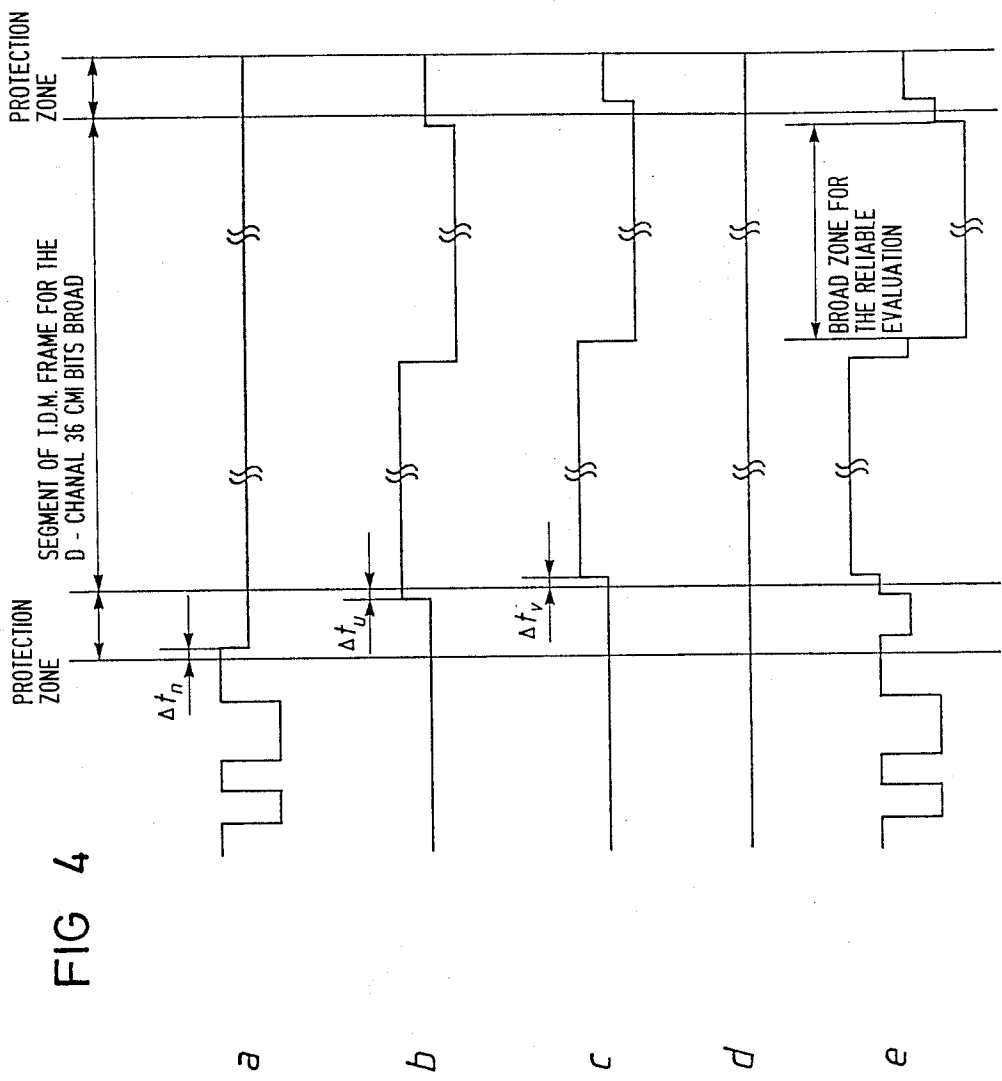 FIG 4
PROTECTION
ZONE
SEGMENT OF T.D.M. FRAME FOR THE
D - CHANAL 36 CMI BITS BROAD
PROTECTION
ZONE
a
Δtn
b
Δtu
c
Δtv
d
e
BROAD ZONE FOR
THE RELIABLE
EVALUATION